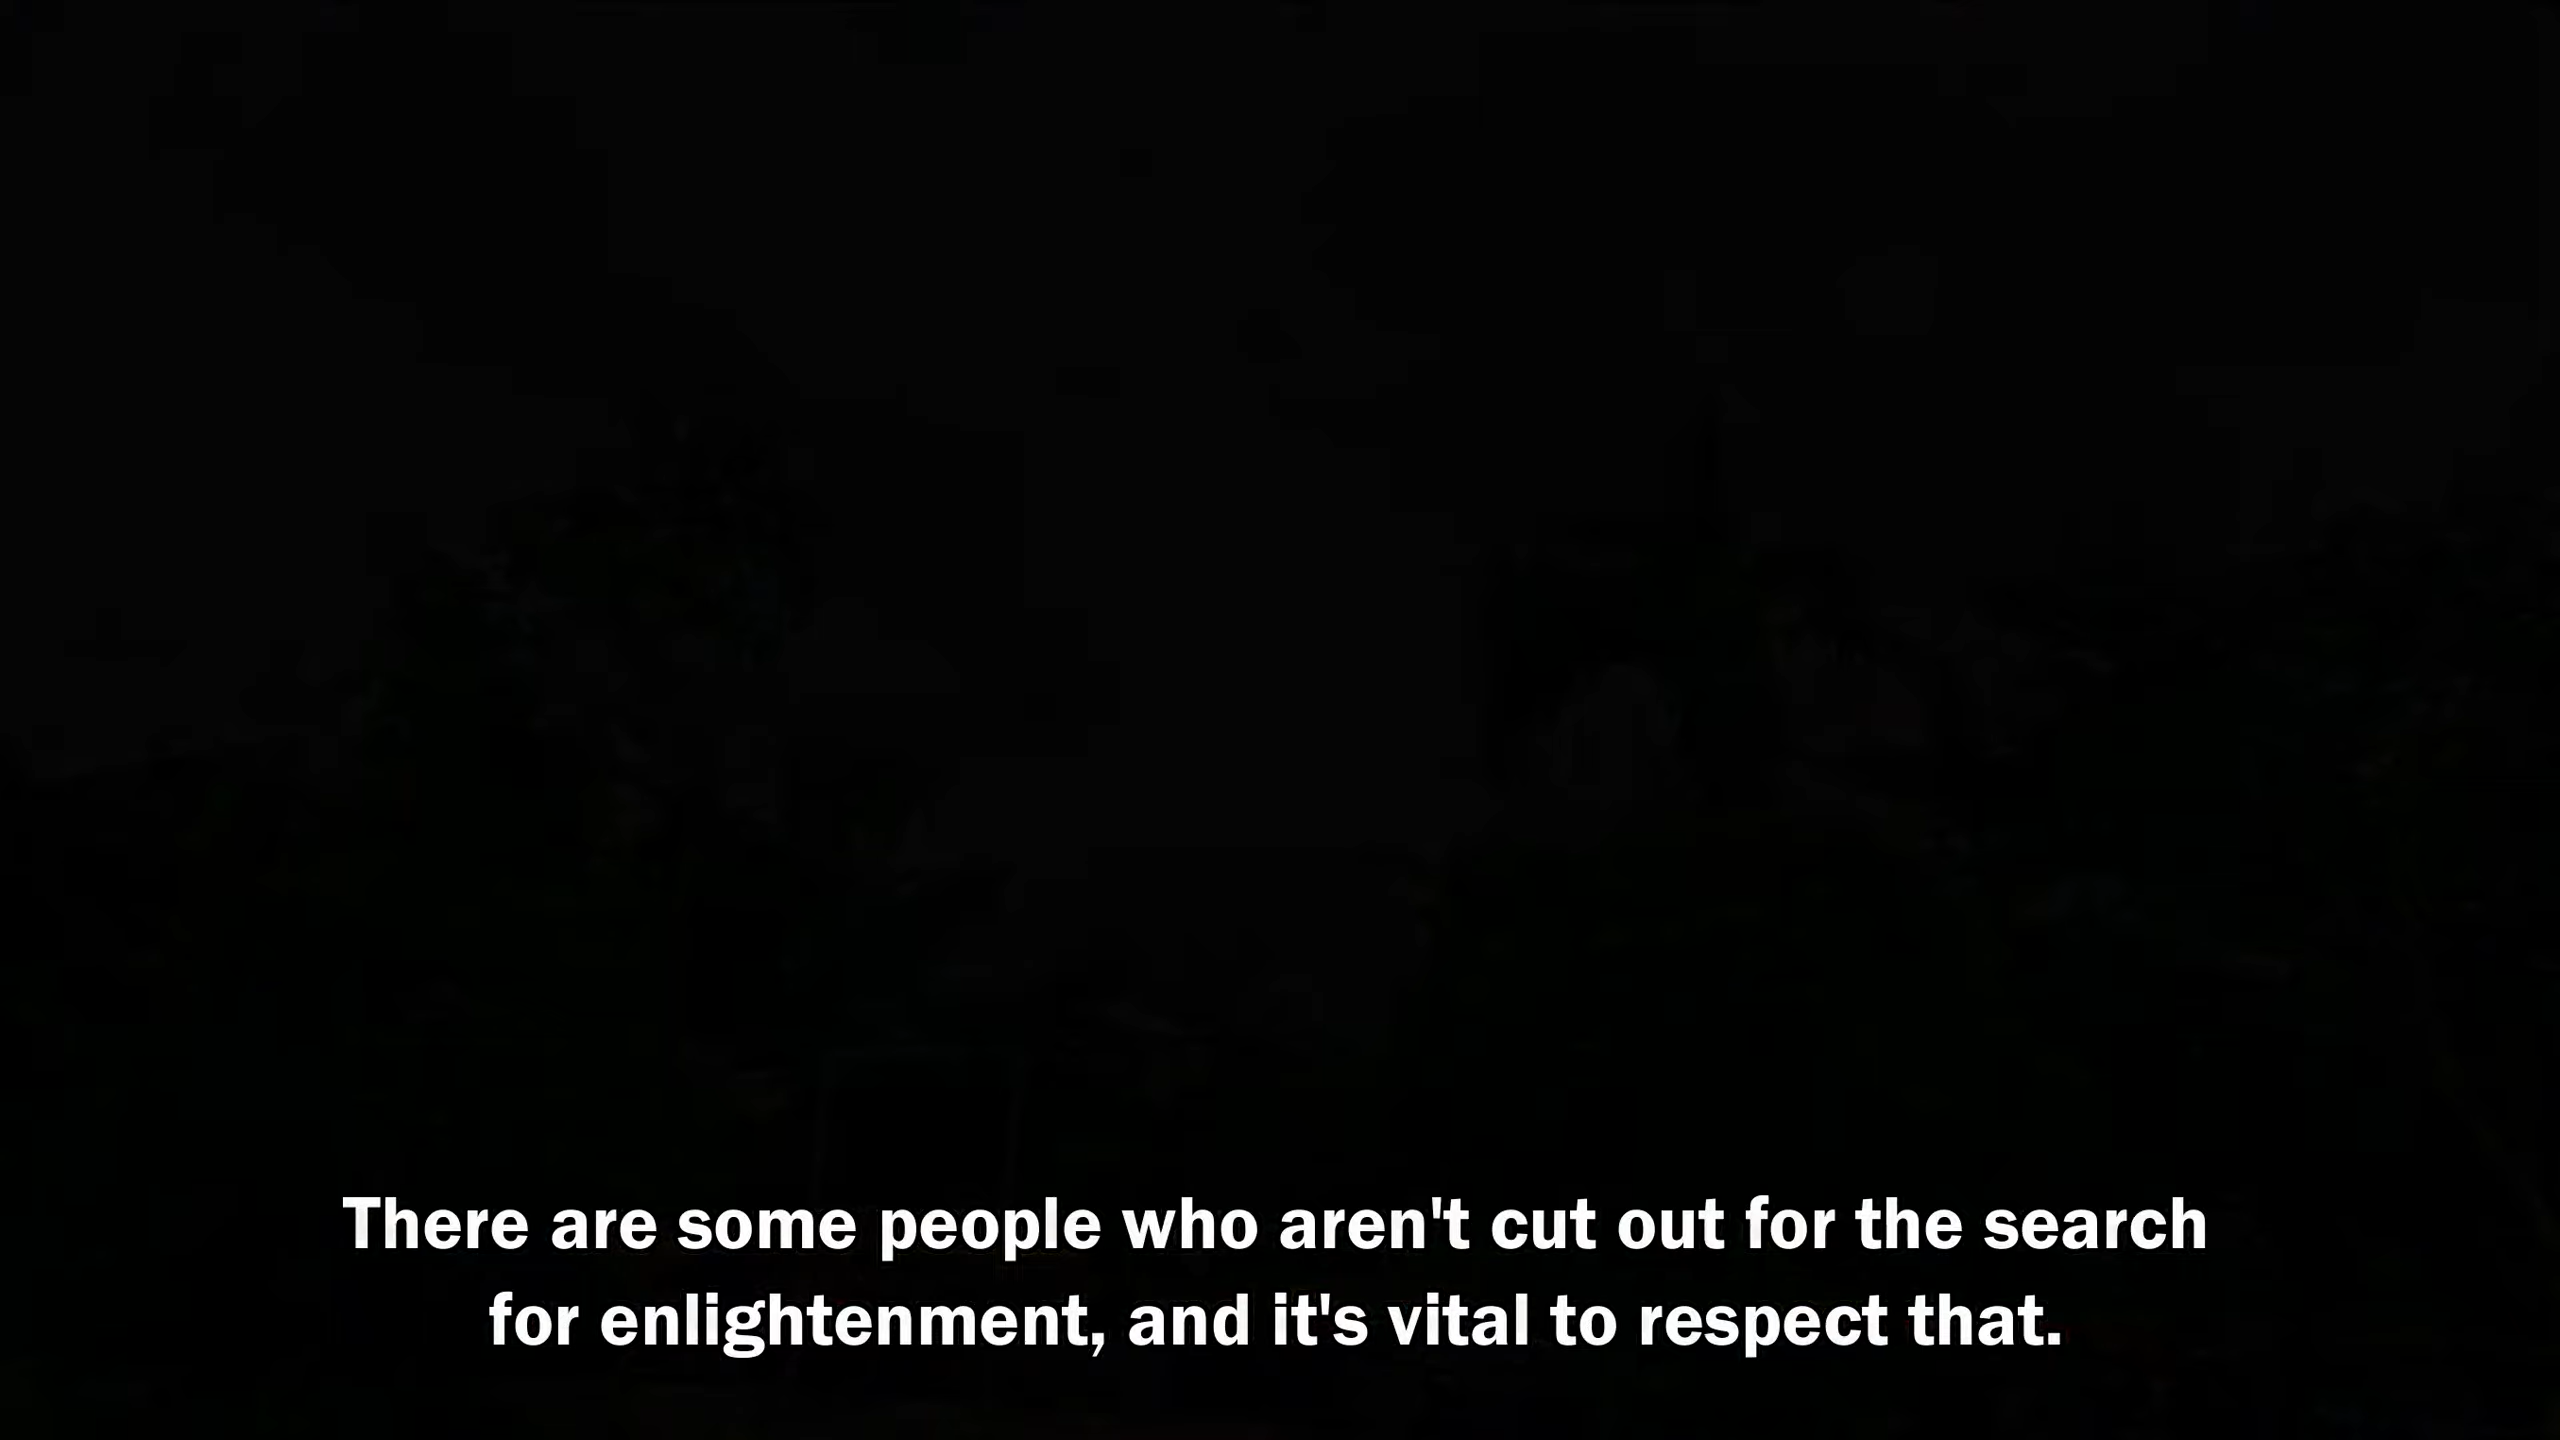 There are some people who aren't cut out for the search
for enlightenment, and it's vital to respect that.